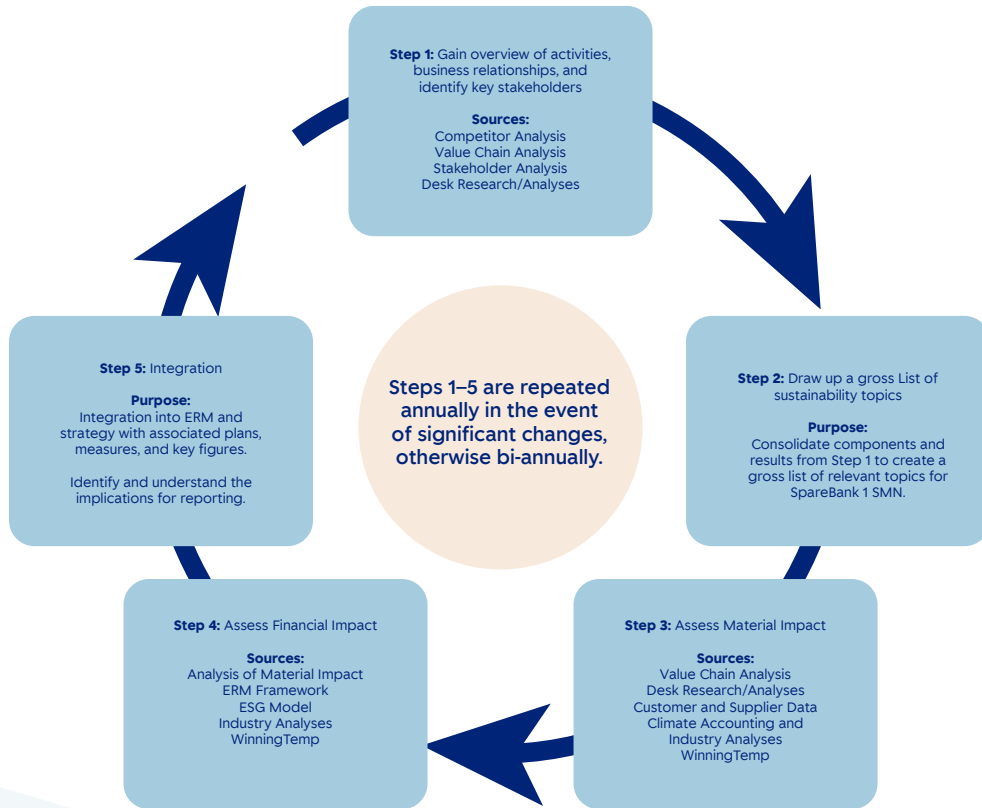 Step 1: Gain overview of activities,
business relationships, and
identify key stakeholders
Sources:
Competitor Analysis
Value Chain Analysis
Stakeholder Analysis
Desk Research/Analyses
Step 2: Draw up a gross List of
sustainability topics
Purpose:
Consolidate components and
results from Step 1 to create a
gross list of relevant topics for
SpareBank 1 SMN.
Step 3: Assess Material Impact
Sources:
Value Chain Analysis
Desk Research/Analyses
Customer and Supplier Data
Climate Accounting and
Industry Analyses
WinningTemp
Step 4: Assess Financial Impact
Sources:
Analysis of Material Impact
ERM Framework
ESG Model
Industry Analyses
WinningTemp
Step 5: Integration
Purpose:
Integration into ERM and
strategy with associated plans,
measures, and key figures.
Identify and understand the
implications for reporting.
Steps 1–5 are repeated
annually in the event
of significant changes,
otherwise bi-annually.